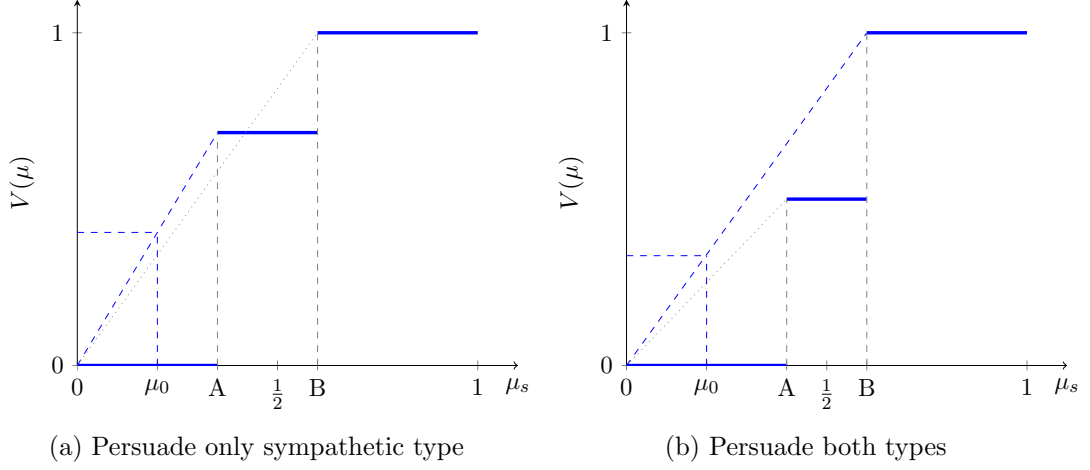 V(μ)
1
0
0
μ₀
A
1/2
B
1
μₛ
(a) Persuade only sympathetic type
V(μ)
1
0
0
μ₀
A
1/2
B
1
μₛ
(b) Persuade both types